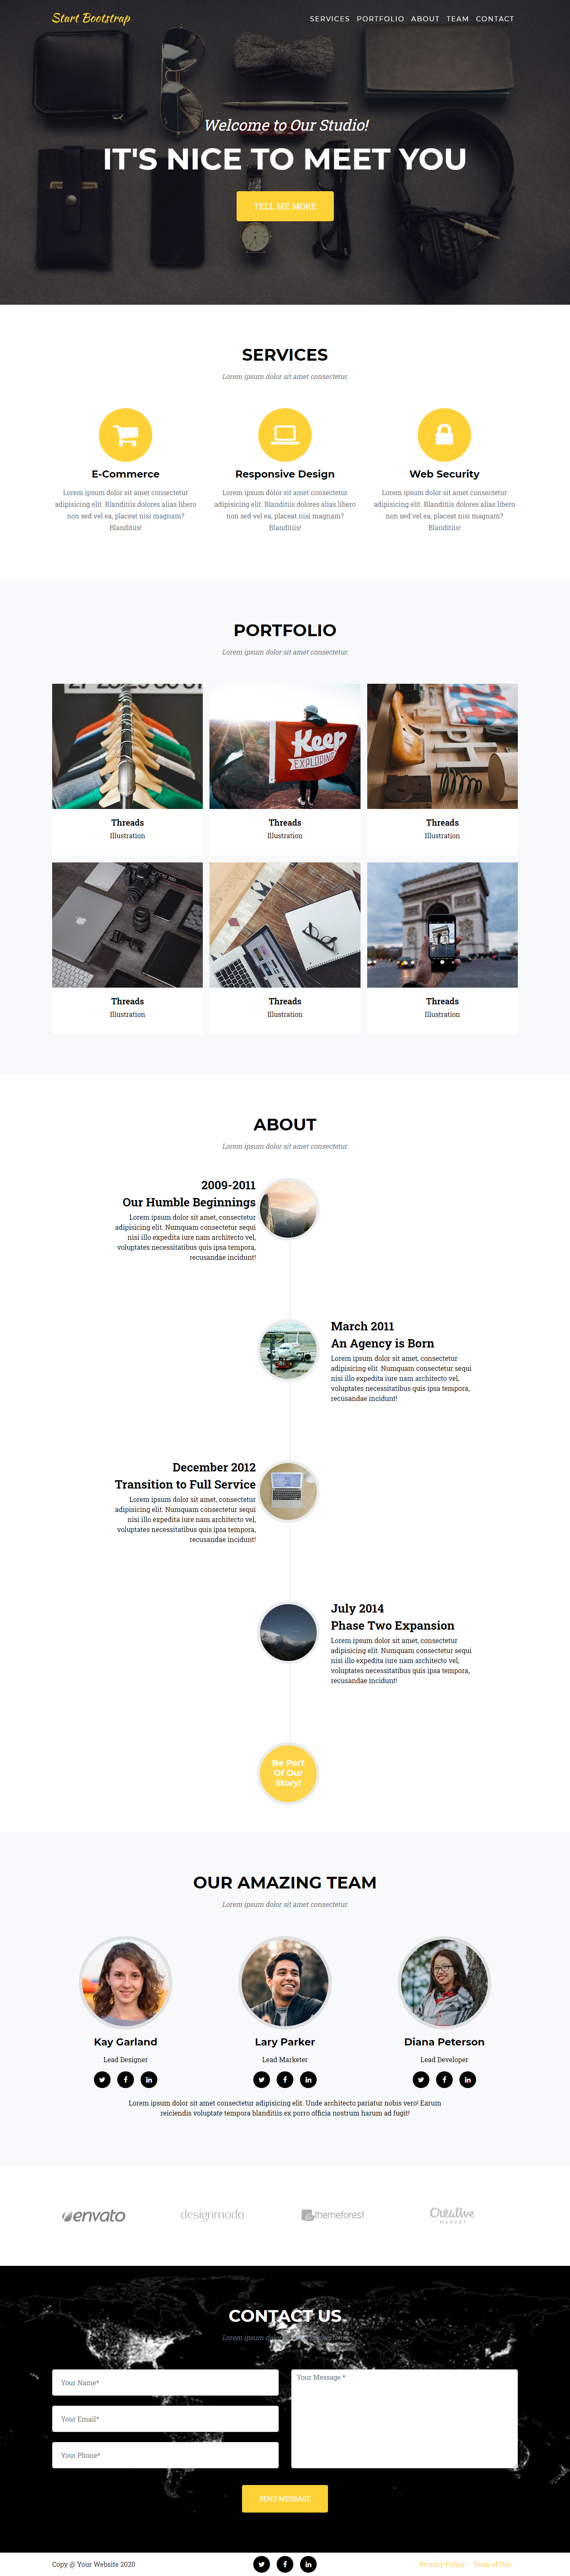 Start Bootstrap
SERVICES PORTFOLIO ABOUT TEAM CONTACT
Welcome to Our Studio!
IT'S NICE TO MEET YOU
TELL ME MORE
SERVICES
Lorem ipsum dolor sit amet consectetur.
E-Commerce
Lorem ipsum dolor sit amet consectetur
adipisicing elit. Blanditiis dolores alias libero
non sed vel ea, placeat nisi magnam?
Blanditiis!
Responsive Design
Lorem ipsum dolor sit amet consectetur
adipisicing elit. Blanditiis dolores alias libero
non sed vel ea, placeat nisi magnam?
Blanditiis!
Web Security
Lorem ipsum dolor sit amet consectetur
adipisicing elit. Blanditiis dolores alias libero
non sed vel ea, placeat nisi magnam?
Blanditiis!
PORTFOLIO
Lorem ipsum dolor sit amet consectetur.
Keep
EXPLORING
Threads
Illustration
Threads
Illustration
Threads
Illustration
Threads
Illustration
Threads
Illustration
Threads
Illustration
ABOUT
Lorem ipsum dolor sit amet consectetur.
2009-2011
Our Humble Beginnings
Lorem ipsum dolor sit amet, consectetur
adipisicing elit. Numquam consectetur sequi
nisi illo expedita iure nam architecto vel,
voluptates necessitatibus quis ipsa tempora,
recusandae incidunt!
March 2011
An Agency is Born
Lorem ipsum dolor sit amet, consectetur
adipisicing elit. Numquam consectetur sequi
nisi illo expedita iure nam architecto vel,
voluptates necessitatibus quis ipsa tempora,
recusandae incidunt!
December 2012
Transition to Full Service
Lorem ipsum dolor sit amet, consectetur
adipisicing elit. Numquam consectetur sequi
nisi illo expedita iure nam architecto vel,
voluptates necessitatibus quis ipsa tempora,
recusandae incidunt!
July 2014
Phase Two Expansion
Lorem ipsum dolor sit amet, consectetur
adipisicing elit. Numquam consectetur sequi
nisi illo expedita iure nam architecto vel,
voluptates necessitatibus quis ipsa tempora,
recusandae incidunt!
Be Part
Of Our
Story!
OUR AMAZING TEAM
Lorem ipsum dolor sit amet consectetur.
Kay Garland
Lead Designer
Lary Parker
Lead Marketer
Diana Peterson
Lead Developer
Lorem ipsum dolor sit amet consectetur adipisicing elit. Unde architecto pariatur nobis vero! Earum
reiciendis voluptate tempora blanditiis ex porro officia nostrum harum ad fugit!
envato
designmodo
themeforest
Creative
MARKET
CONTACT US
Lorem ipsum dolor sit amet consectetur.
Your Name*
Your Email*
Your Phone*
Your Message *
SEND MESSAGE
Copy @ Your Website 2020
Privacy Policy Term of Use